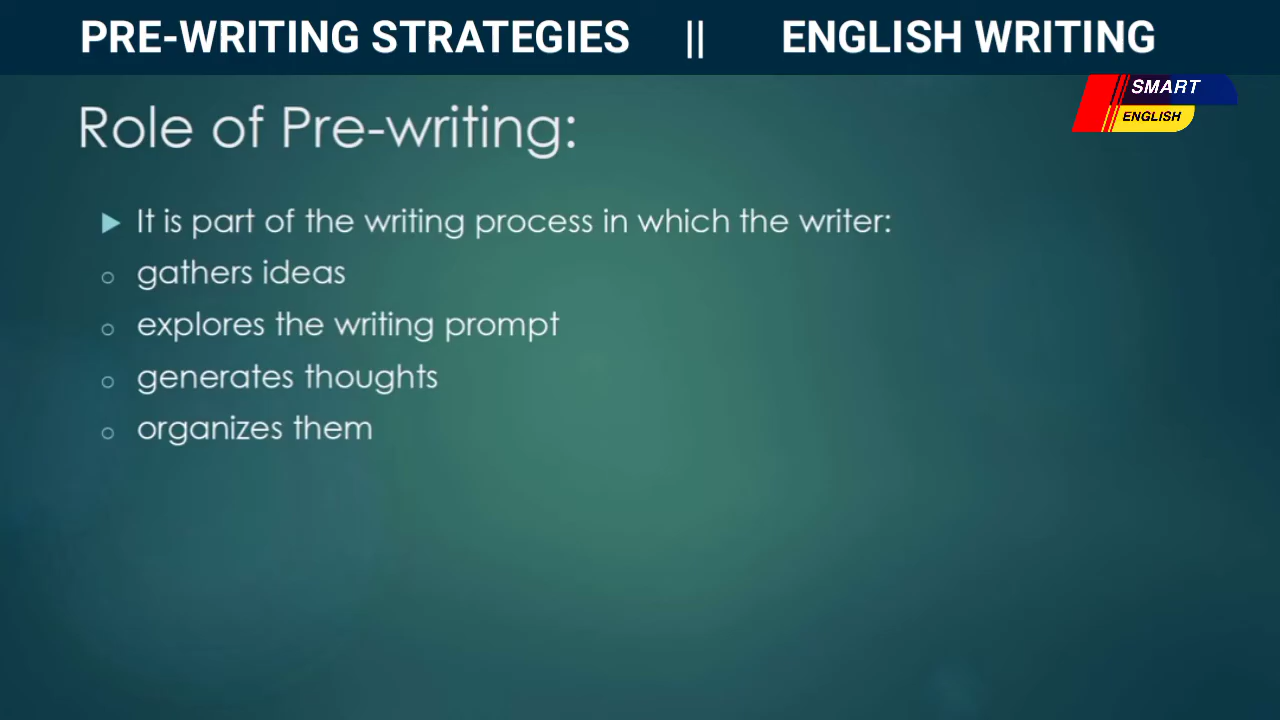 PRE-WRITING STRATEGIES || ENGLISH WRITING
SMART
ENGLISH
Role of Pre-writing:
It is part of the writing process in which the writer:
gathers ideas
explores the writing prompt
generates thoughts
organizes them